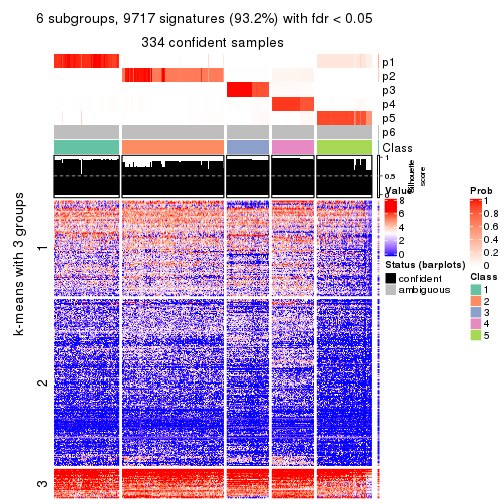 6 subgroups, 9717 signatures (93.2%) with fdr < 0.05
334 confident samples
p1
p2
p3
p4
p5
p6
Class
1
0.5
0
Silhouette
score
k-means with 3 groups
1
2
3
Value
8
6
4
2
0
Status (barplots)
confident
ambiguous
Prob
1
0.8
0.6
0.4
0.2
0
Class
1
2
3
4
5